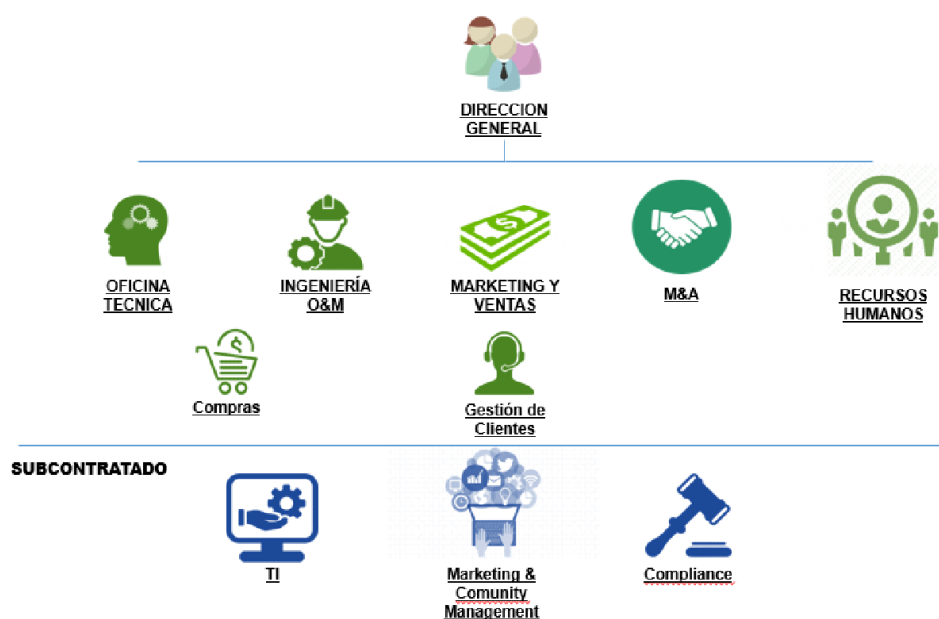 DIRECCION
GENERAL
OFICINA
TECNICA
INGENIERÍA
O&M
MARKETING Y
VENTAS
M&A
RECURSOS
HUMANOS
Compras
Gestión de
Clientes
SUBCONTRATADO
TI
Marketing &
Comunity
Management
Compliance